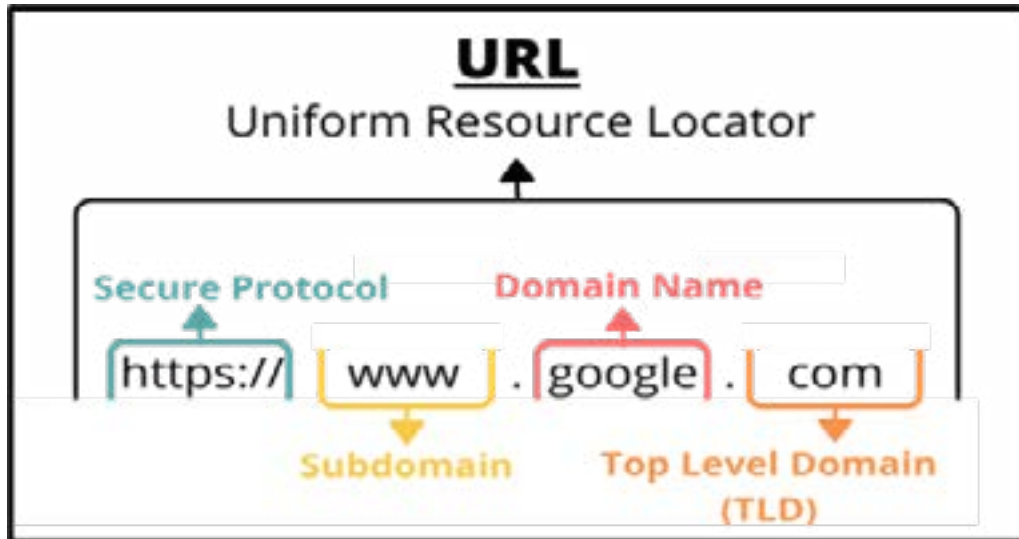 URL
Uniform Resource Locator
Secure Protocol
Domain Name
https:// www . google . com
Subdomain
Top Level Domain
(TLD)